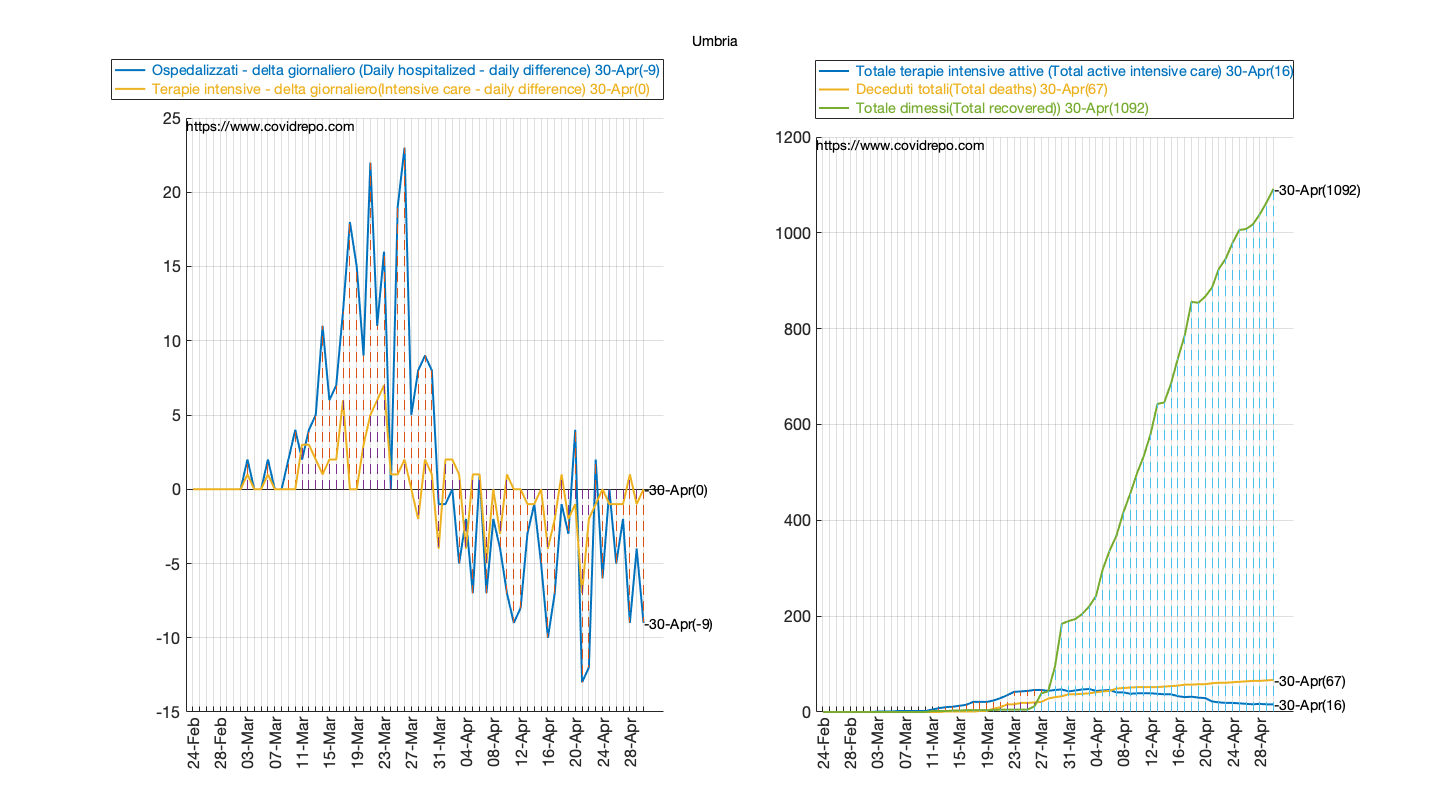 Umbria
Ospedalizzati - delta giornaliero (Daily hospitalized - daily difference) 30-Apr(-9)
Terapie intensive - delta giornaliero(Intensive care - daily difference) 30-Apr(0)
https://www.covidrepo.com
25
20
15
10
5
0
-5
-10
-15
-30-Apr(0)
-30-Apr(-9)
24-Feb
28-Feb
03-Mar
07-Mar
11-Mar
15-Mar
19-Mar
23-Mar
27-Mar
31-Mar
04-Apr
08-Apr
12-Apr
16-Apr
20-Apr
24-Apr
28-Apr
Totale terapie intensive attive (Total active intensive care) 30-Apr(16)
Deceduti totali(Total deaths) 30-Apr(67)
Totale dimessi(Total recovered)) 30-Apr(1092)
https://www.covidrepo.com
1200
1000
800
600
400
200
0
-30-Apr(1092)
-30-Apr(67)
-30-Apr(16)
24-Feb
28-Feb
03-Mar
07-Mar
11-Mar
15-Mar
19-Mar
23-Mar
27-Mar
31-Mar
04-Apr
08-Apr
12-Apr
16-Apr
20-Apr
24-Apr
28-Apr